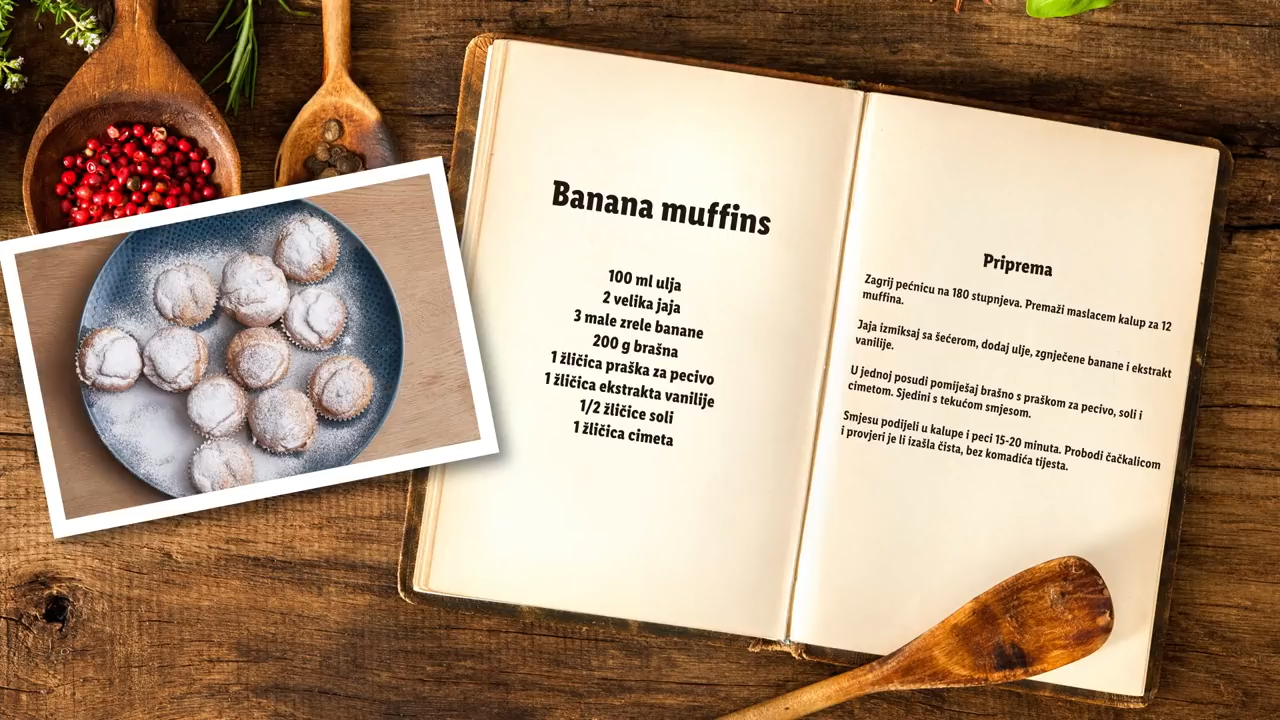 Banana muffins
100 ml ulja
2 velika jaja
3 male zrele banane
200 g brašna
1 žličica praška za pecivo
1 žličica ekstrakta vanilije
1/2 žličice soli
1 žličica cimeta
Priprema
Zagrij pećnicu na 180 stupnjeva. Premaži maslacem kalup za 12
muffina.
Jaja izmiksaj sa šećerom, dodaj ulje, zgnječene banane i ekstrakt
vanilije.
U jednoj posudi pomiješaj brašno s praškom za pecivo, soli i
cimetom. Sjedini s tekućom smjesom.
Smjesu podijeli u kalupe i peci 15-20 minuta. Probodi čačkalicom
i provjeri je li izašla čista, bez komadića tijesta.